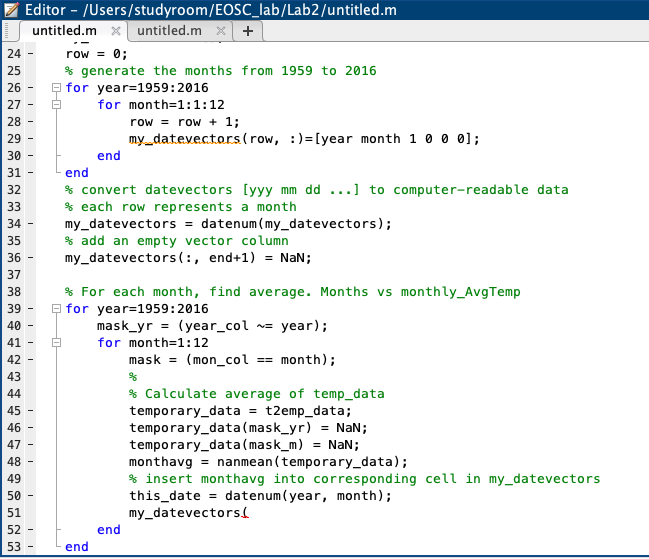 Editor - /Users/studyroom/EOSC_lab/Lab2/untitled.m
untitled.m × untitled.m × +
24 - row = 0;
25 % generate the months from 1959 to 2016
26 - for year=1959:2016
27 - for month=1:1:12
28 - row = row + 1;
29 - my_datevectors(row, :)=[year month 1 0 0 0];
30 - end
31 - end
32 % convert datevectors [yyy mm dd ...] to computer-readable data
33 % each row represents a month
34 - my_datevectors = datenum(my_datevectors);
35 % add an empty vector column
36 - my_datevectors(:, end+1) = NaN;
37
38 % For each month, find average. Months vs monthly_AvgTemp
39 - for year=1959:2016
40 - mask_yr = (year_col ~= year);
41 - for month=1:12
42 - mask = (mon_col == month);
43 %
44 % Calculate average of temp_data
45 - temporary_data = t2emp_data;
46 - temporary_data(mask_yr) = NaN;
47 - temporary_data(mask_m) = NaN;
48 - monthavg = nanmean(temporary_data);
49 % insert monthavg into corresponding cell in my_datevectors
50 - this_date = datenum(year, month);
51 my_datevectors(
52 - end
53 - end